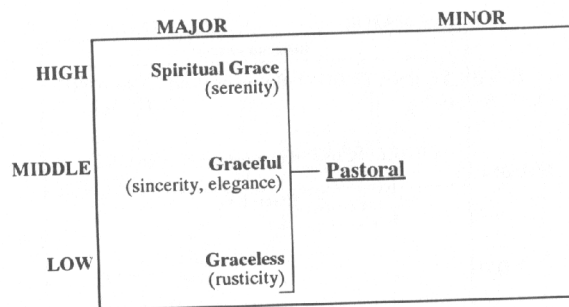 MAJOR MINOR
HIGH Spiritual Grace
(serenity)
MIDDLE Graceful
(sincerity, elegance) Pastoral
LOW Graceless
(rusticity)